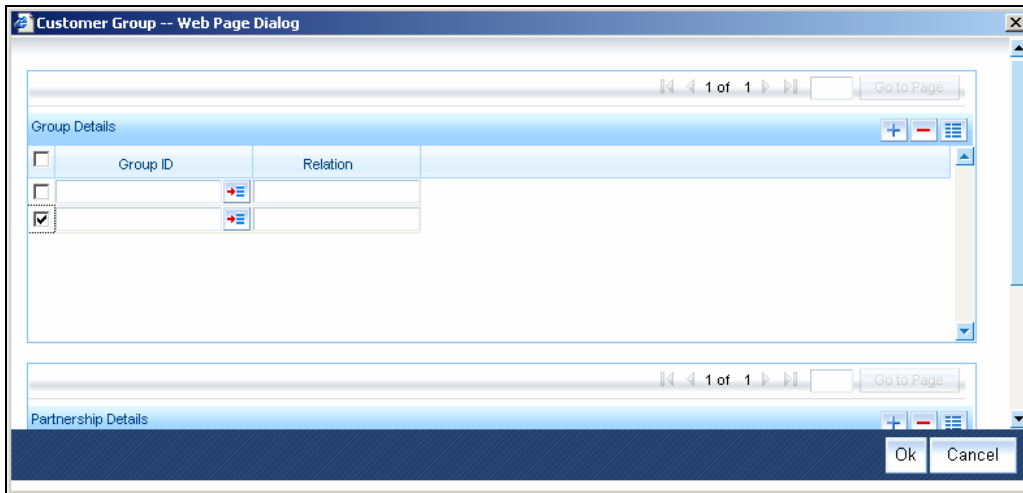 Customer Group -- Web Page Dialog
1 of 1 Go to Page
Group Details
Group ID Relation
1 of 1 Go to Page
Partnership Details
Ok Cancel